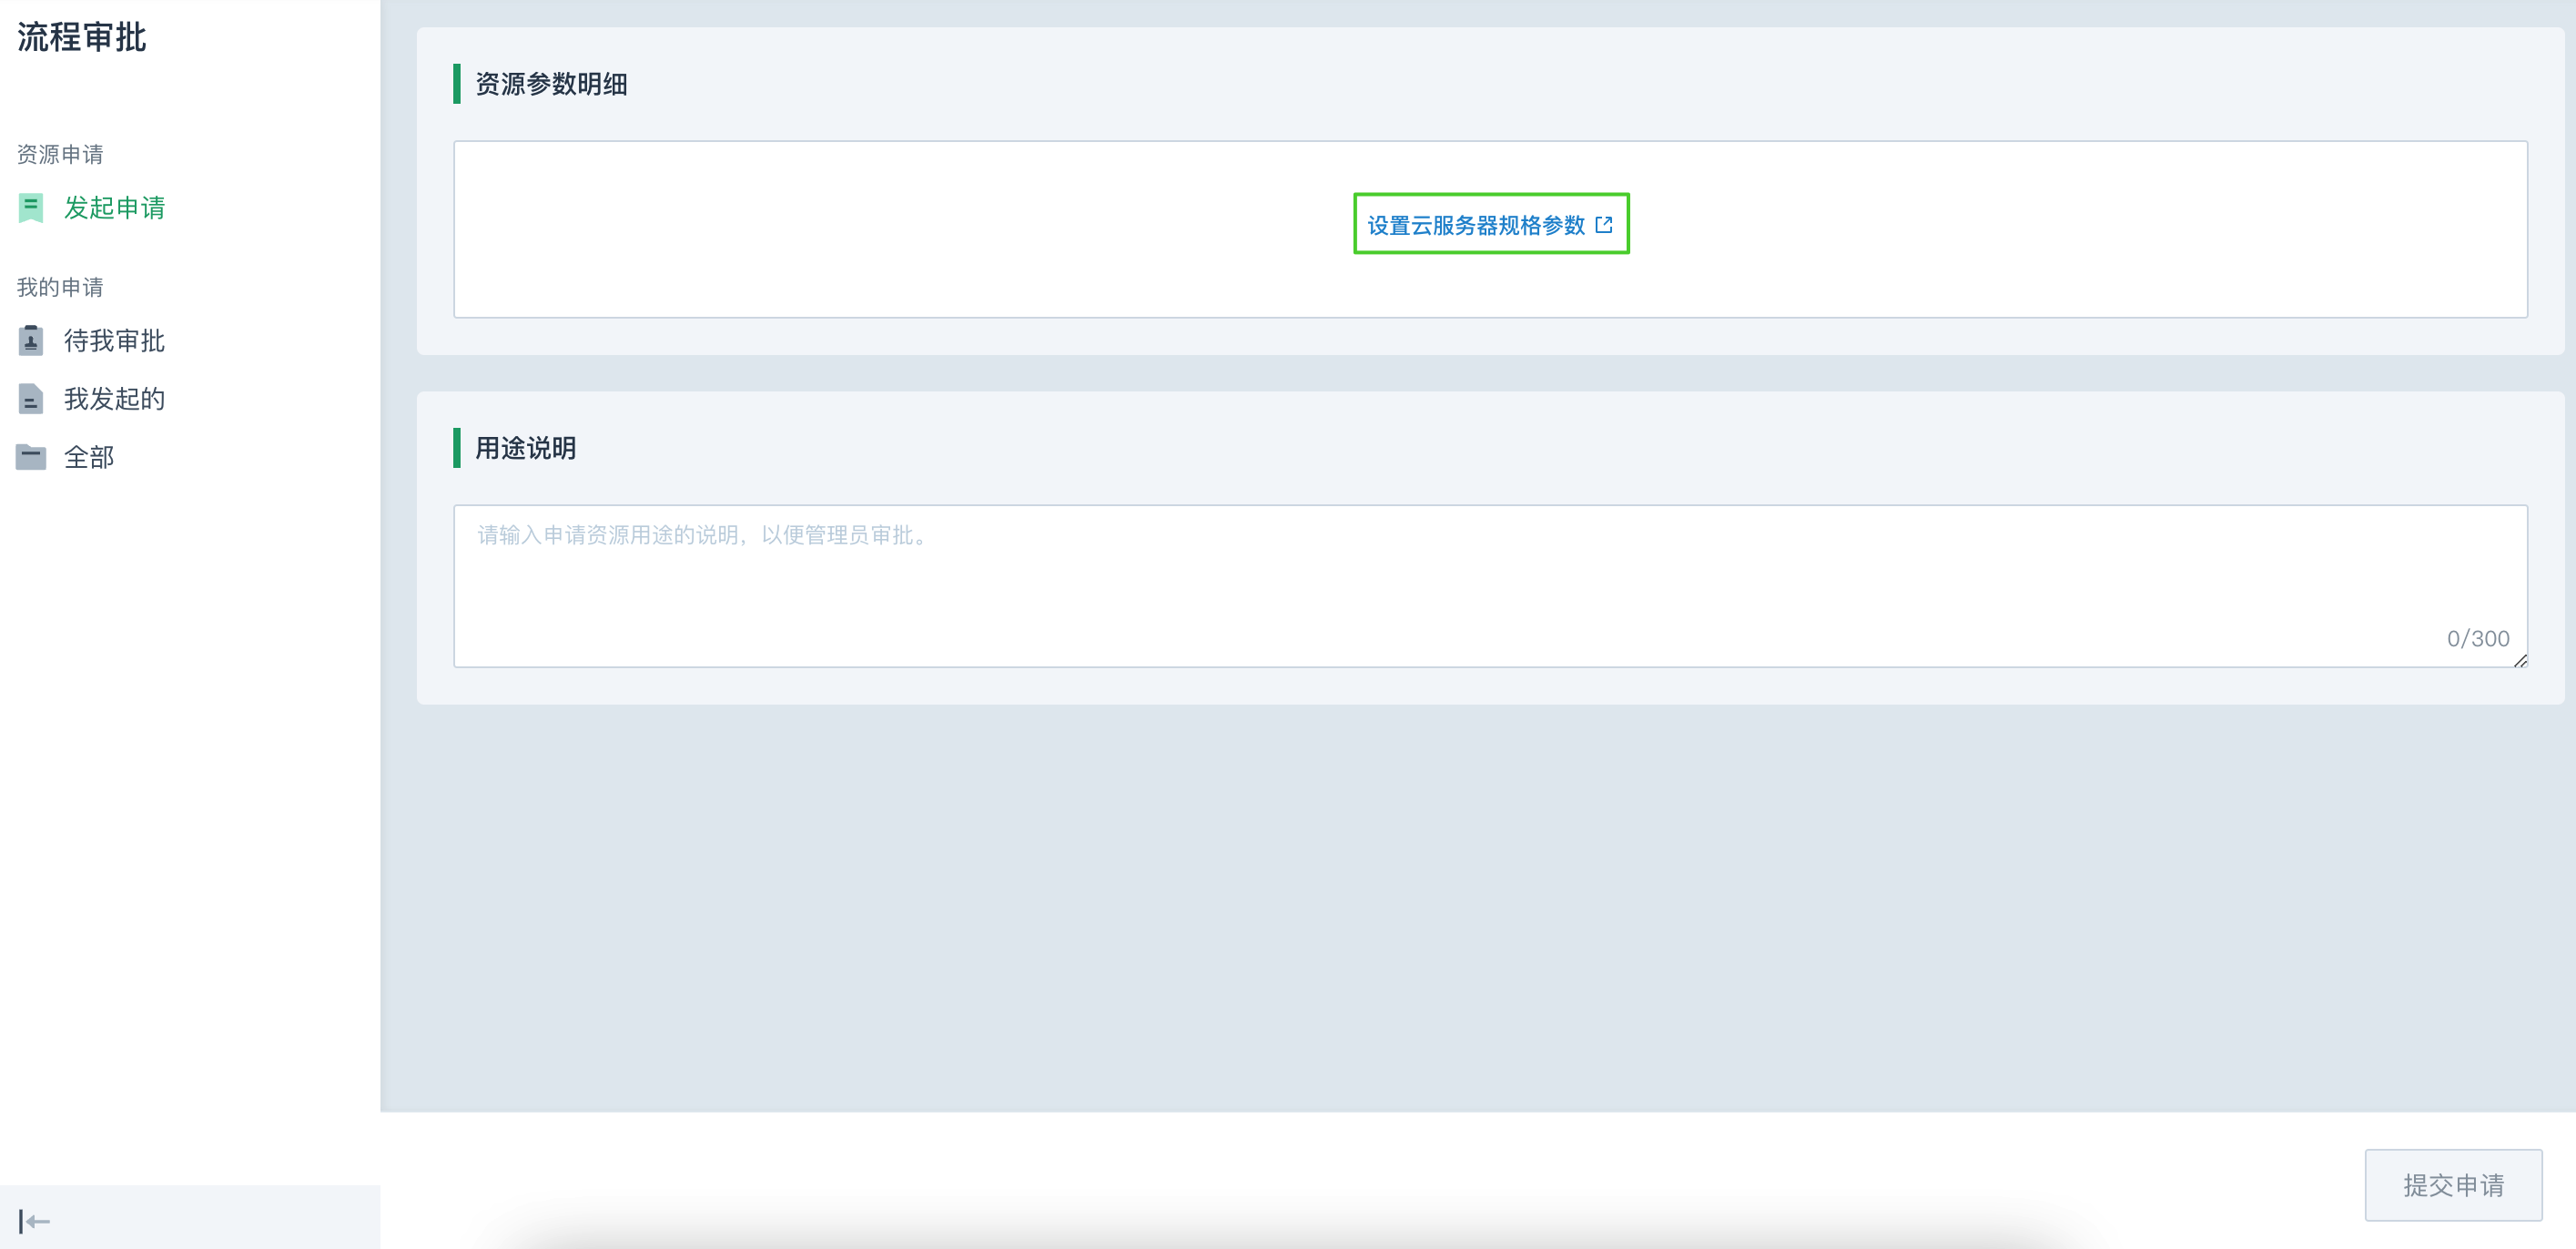 流程审批
资源申请
发起申请
我的申请
待我审批
我发起的
全部
资源参数明细
设置云服务器规格参数
用途说明
请输入申请资源用途的说明，以便管理员审批。
0/300
提交申请